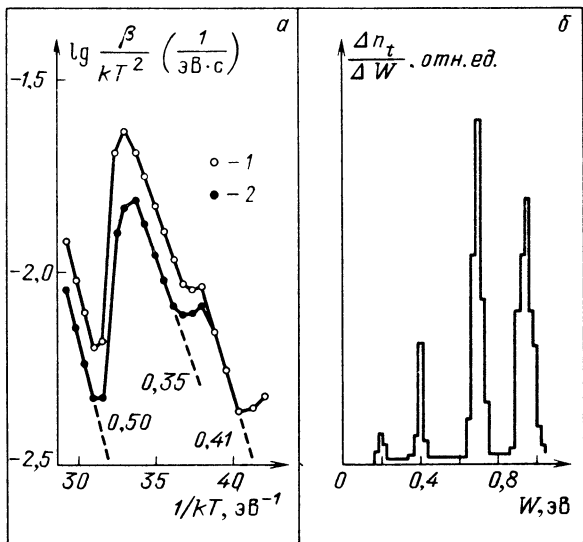 а
lg β/kT² (1/эВ·с)
-1,5
-2,0
-2,5
○ -1
● -2
0,50
0,35
0,41
30 35 40
1/kT, эВ⁻¹
б
Δnₜ/ΔW, отн.ед.
0 0,4 0,8
W, эВ